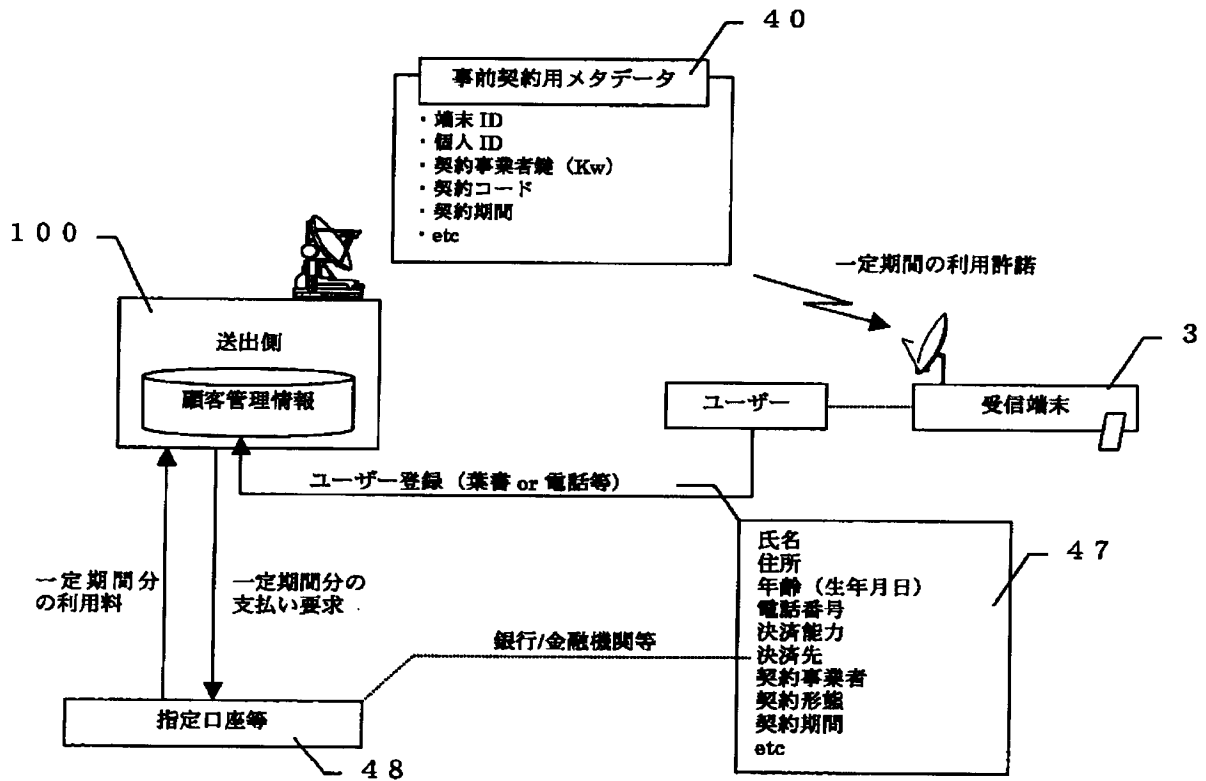 ４０
事前契約用メタデータ
・端末 ID
・個人 ID
・契約事業者鍵（Kw）
・契約コード
・契約期間
・etc
１００
一定期間の利用許諾
送出側
顧客管理情報
３
ユーザー
受信端末
ユーザー登録（葉書 or 電話等）
氏名
住所
年齢（生年月日）
電話番号
決済能力
決済先
契約事業者
契約形態
契約期間
etc
４７
一定期間分
の利用料
一定期間分の
支払い要求
銀行/金融機関等
指定口座等
４８